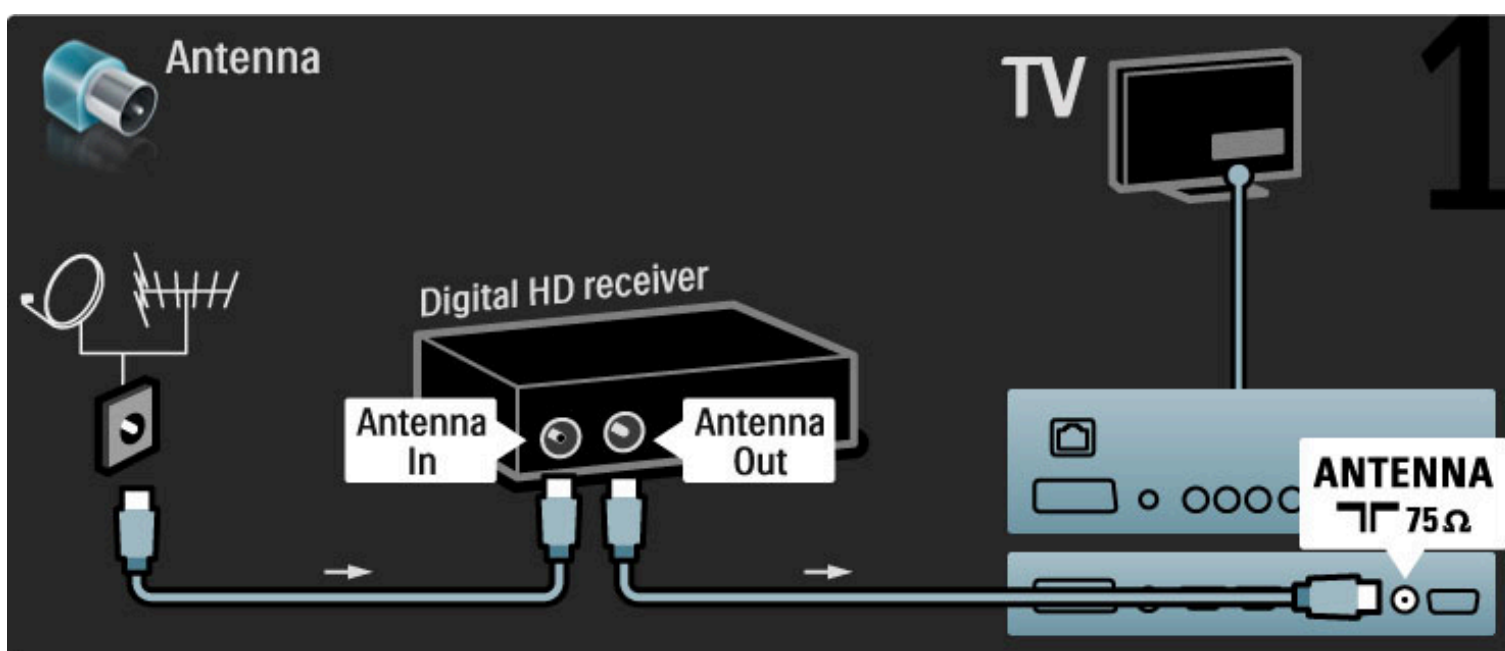 Antenna
TV
1
Digital HD receiver
Antenna
In
Antenna
Out
ANTENNA
75Ω